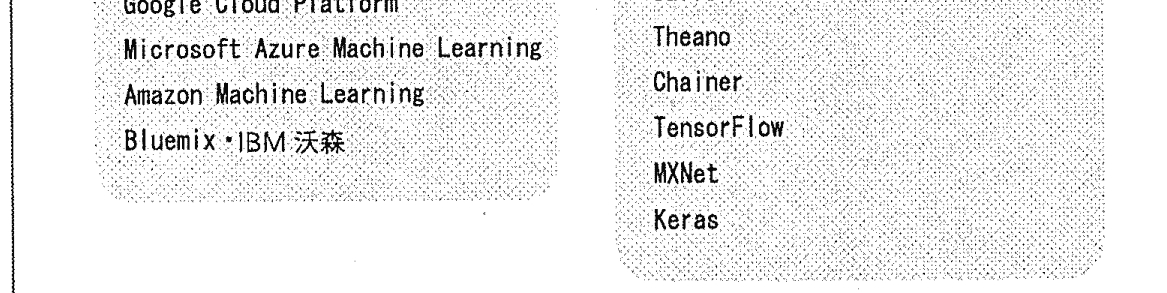 Google Cloud Platform
Microsoft Azure Machine Learning
Amazon Machine Learning
Bluemix・IBM 沃森
Theano
Chainer
TensorFlow
MXNet
Keras